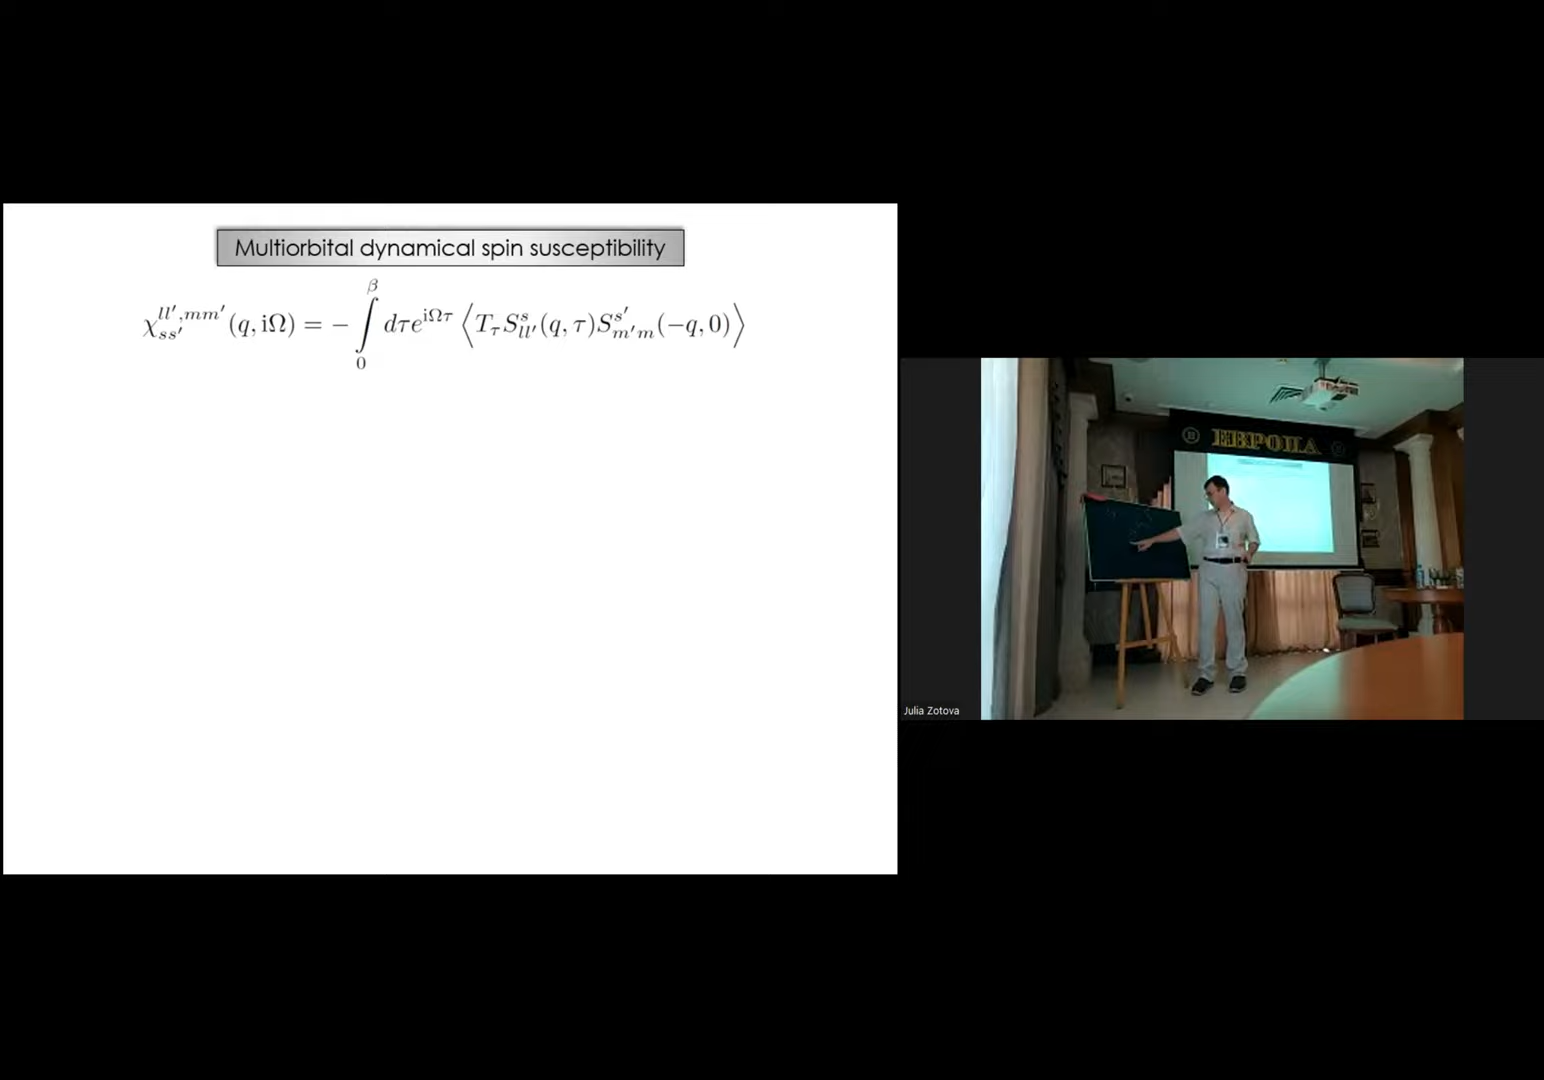 Multiorbital dynamical spin susceptibility
χ_{ss'}^{ll',mm'}(q, iΩ) = − ∫_0^β dτ e^{iΩτ} ⟨T_τ S^s_{ll'}(q, τ) S^{s'}_{m'm}(−q, 0)⟩
ЕВРОПА
Julia Zotova